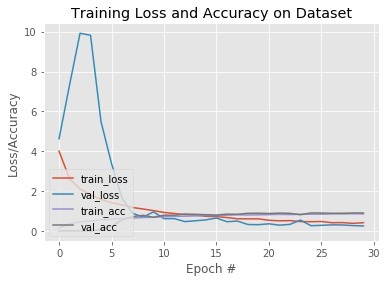 Training Loss and Accuracy on Dataset
Loss/Accuracy
10
8
6
4
2
0
train_loss
val_loss
train_acc
val_acc
0 5 10 15 20 25 30
Epoch #